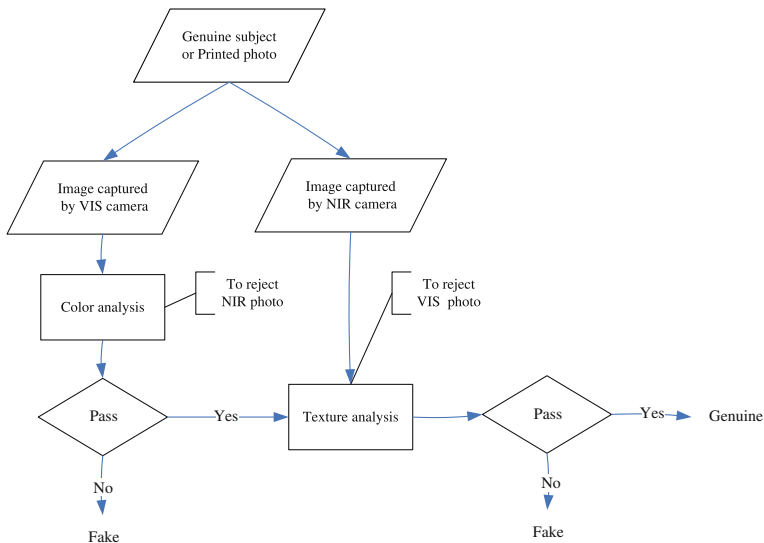 Genuine subject
or Printed photo
Image captured
by VIS camera
Image captured
by NIR camera
Color analysis
To reject
NIR photo
To reject
VIS photo
Pass
Yes
Texture analysis
Pass
Yes
Genuine
No
Fake
No
Fake